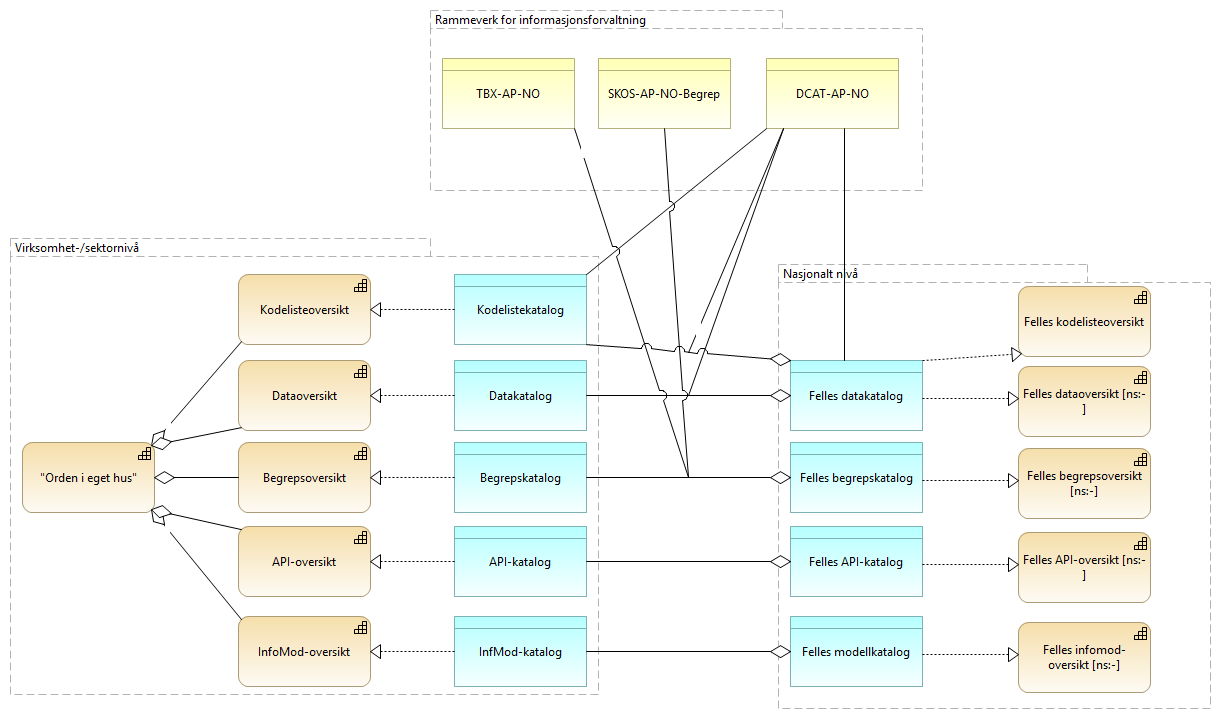 Rammeverk for informasjonsforvaltning
TBX-AP-NO
SKOS-AP-NO-Begrep
DCAT-AP-NO
Virksomhet-/sektornivå
Nasjonalt nivå
Kodelisteoversikt
Kodelistekatalog
Felles kodelisteoversikt
Dataoversikt
Datakatalog
Felles datakatalog
Felles dataoversikt [ns:-
]
"Orden i eget hus"
Begrepsoversikt
Begrepskatalog
Felles begrepskatalog
Felles begrepsoversikt
[ns:-]
API-oversikt
API-katalog
Felles API-katalog
Felles API-oversikt [ns:-
]
InfoMod-oversikt
InfMod-katalog
Felles modellkatalog
Felles infomod-
oversikt [ns:-]